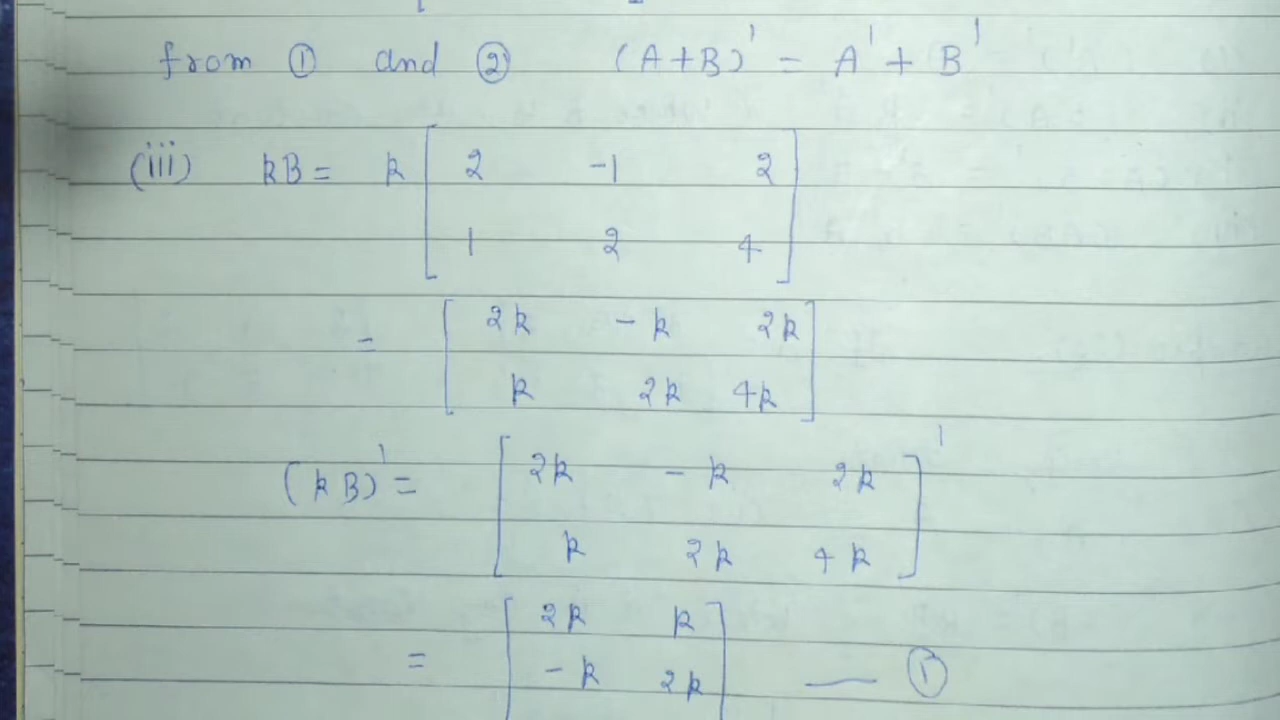 from ① and ② (A+B)' = A' + B'
(iii) kB = k [ 2 -1 2
1 2 4 ]
= [ 2k -k 2k
k 2k 4k ]
(kB)' = [ 2k -k 2k
k 2k 4k ]'
= [ 2k k
-k 2k ] — ①